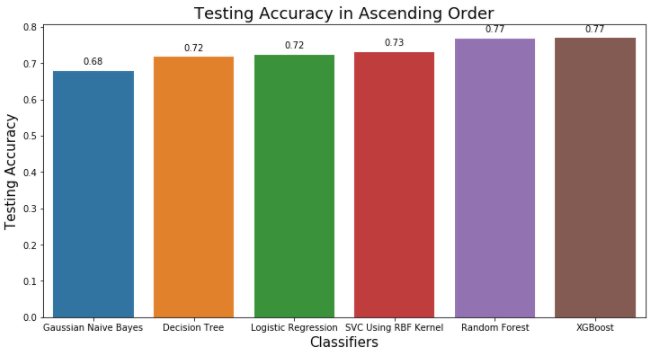 Testing Accuracy in Ascending Order
0.8
0.7
0.6
0.5
0.4
0.3
0.2
0.1
0.0
Testing Accuracy
0.68
0.72
0.72
0.73
0.77
0.77
Gaussian Naive Bayes
Decision Tree
Logistic Regression
SVC Using RBF Kernel
Random Forest
XGBoost
Classifiers